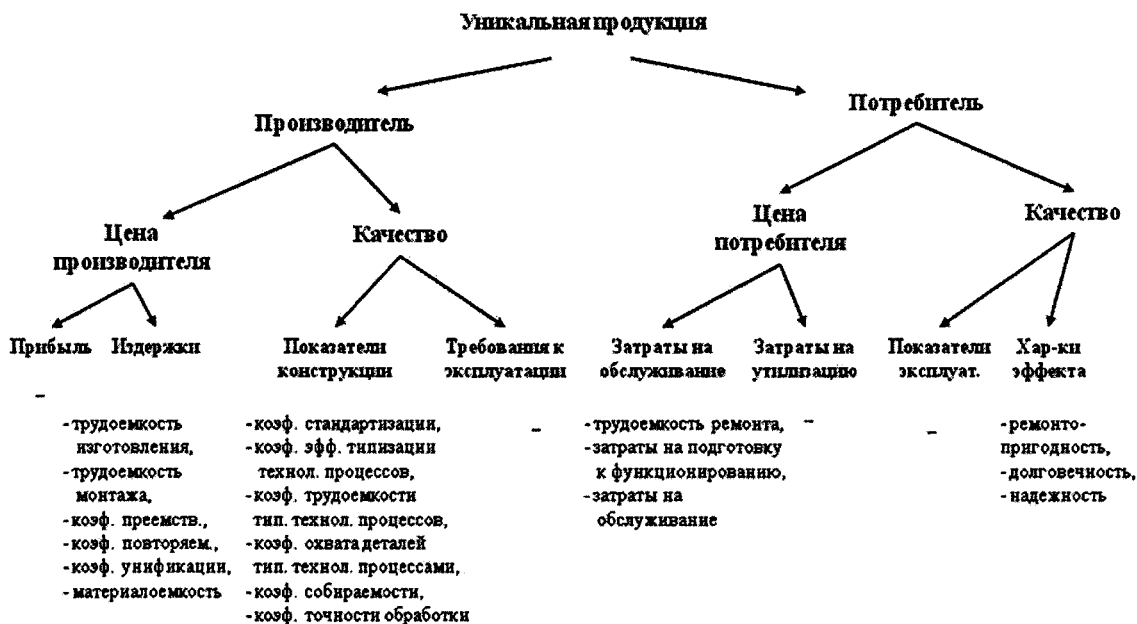 Уникальная продукция
Производитель
Потребитель
Цена
производителя
Качество
Цена
потребителя
Качество
Прибыль
Издержки
Показатели
конструкции
Требования к
эксплуатации
Затраты на
обслуживание
Затраты на
утилизацию
Показатели
эксплуат.
Хар-ки
эффекта
–
-трудоемкость
изготовления,
-трудоемкость
монтажа,
-коэф. преемств.,
-коэф. повторяем.,
-коэф. унификации,
-материалоемкость
-коэф. стандартизации,
-коэф. эфф. типизации
технол. процессов,
-коэф. трудоемкости
тип. технол. процессов,
-коэф. охвата деталей
тип. технол. процессами,
-коэф. собираемости,
-коэф. точности обработки
–
-трудоемкость ремонта,
-затраты на подготовку
к функционированию,
-затраты на
обслуживание
–
–
-ремонто-
пригодность,
-долговечность,
-надежность